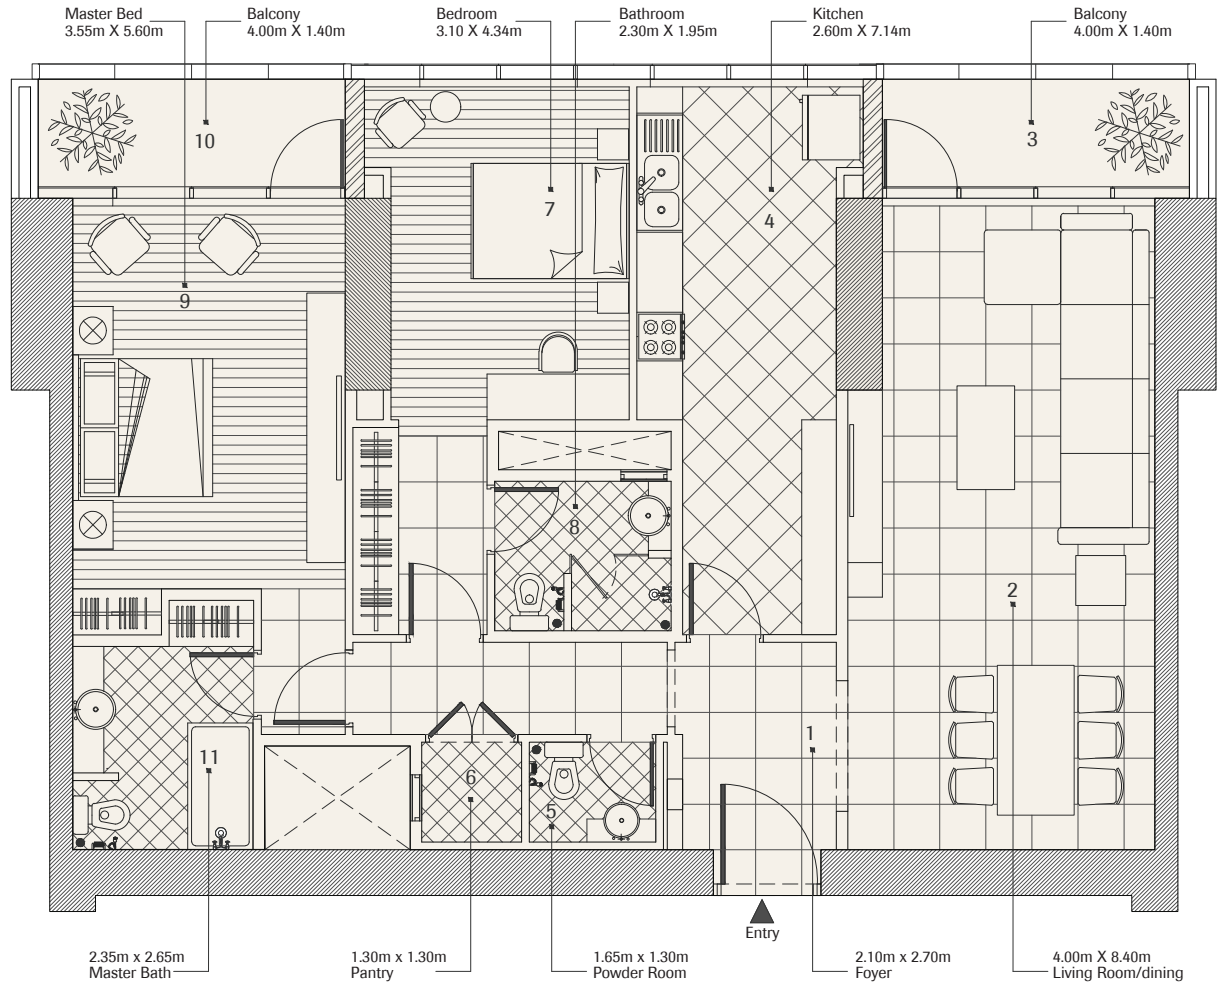 Master Bed
3.55m X 5.60m
Balcony
4.00m X 1.40m
Bedroom
3.10 X 4.34m
Bathroom
2.30m X 1.95m
Kitchen
2.60m X 7.14m
Balcony
4.00m X 1.40m
10
3
7
4
9
8
2
1
11
6
5
Entry
2.35m x 2.65m
Master Bath
1.30m x 1.30m
Pantry
1.65m x 1.30m
Powder Room
2.10m x 2.70m
Foyer
4.00m X 8.40m
Living Room/dining